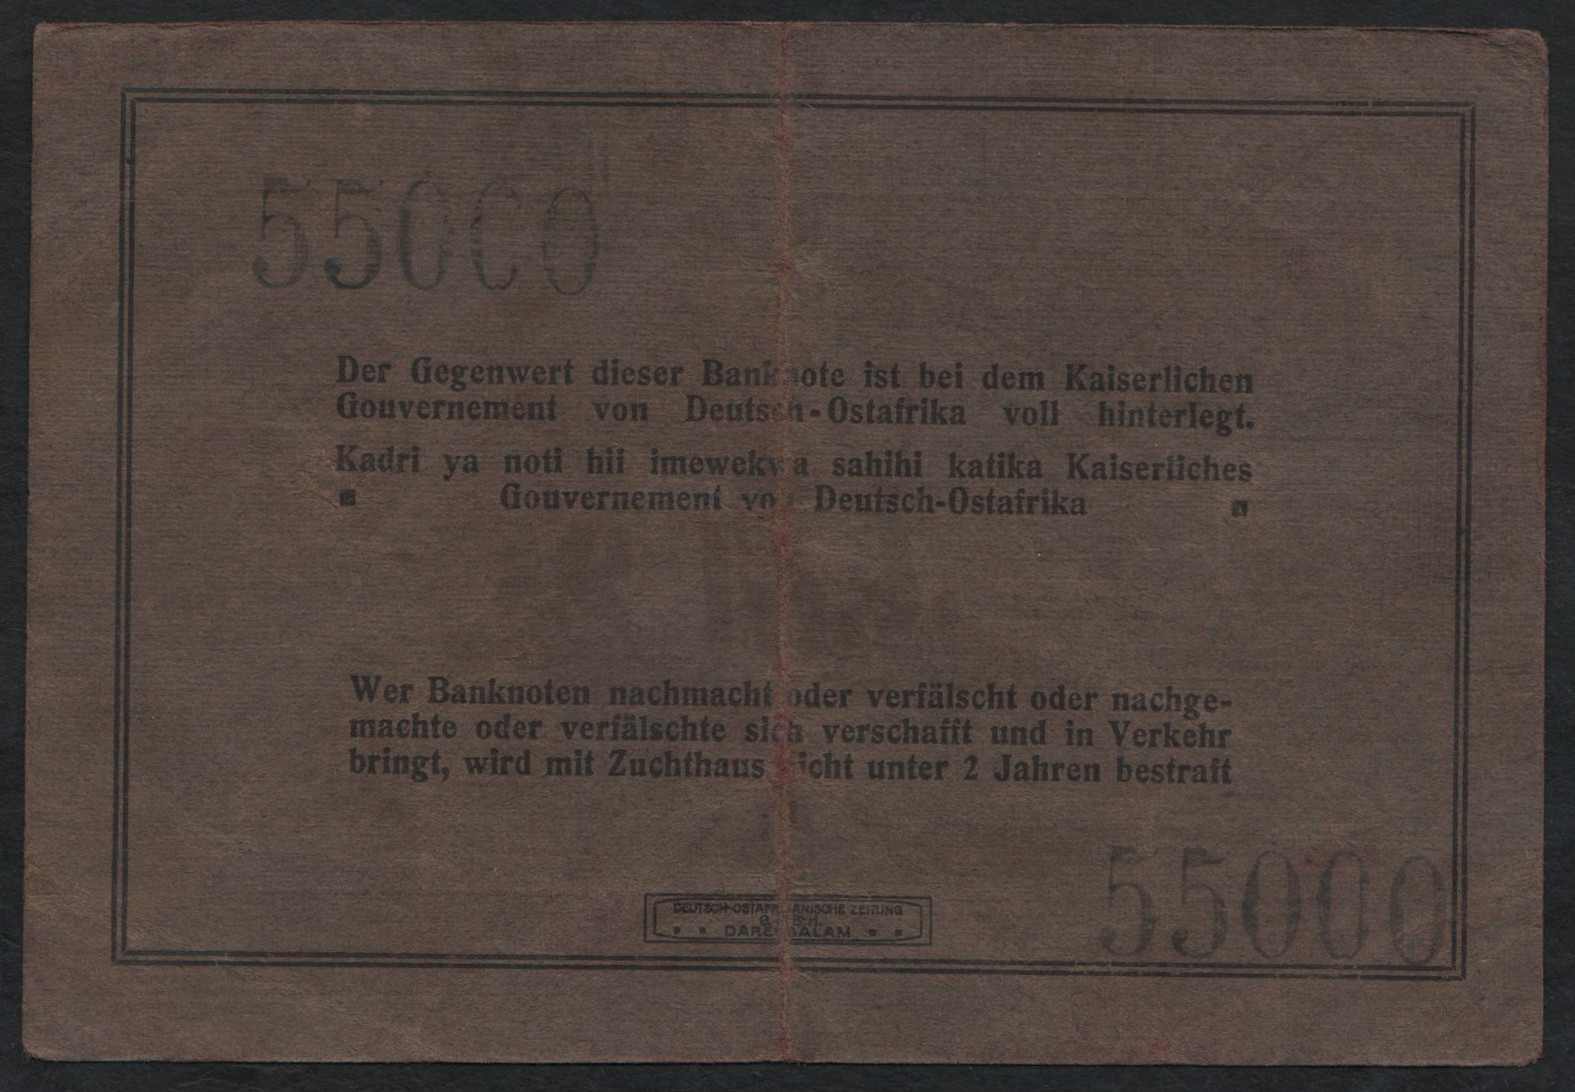 55000
Der Gegenwert dieser Banknote ist bei dem Kaiserlichen
Gouvernement von Deutsch-Ostafrika voll hinterlegt.
Kadri ya noti hii imewekwa sahihi katika Kaiserliches
Gouvernement von Deutsch-Ostafrika
Wer Banknoten nachmacht oder verfälscht oder nachge-
machte oder verfälschte sich verschafft und in Verkehr
bringt, wird mit Zuchthaus nicht unter 2 Jahren bestraft
DEUTSCH-OSTAFRIKANISCHE ZEITUNG
DARESSALAM
55000